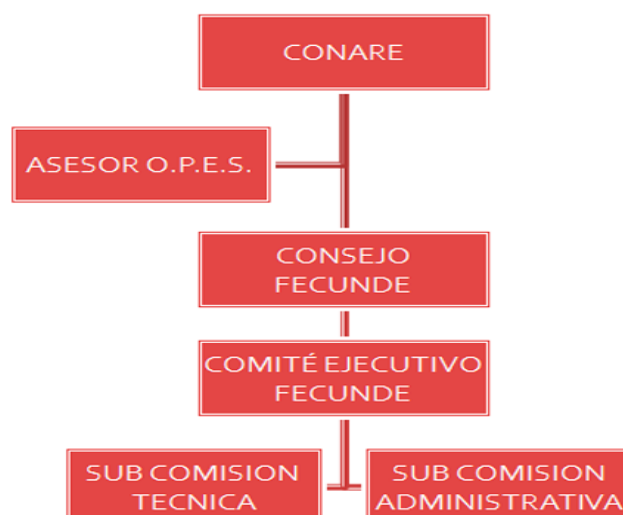 CONARE
ASESOR O.P.E.S.
CONSEJO
FECUNDE
COMITÉ EJECUTIVO
FECUNDE
SUB COMISION
TECNICA
SUB COMISION
ADMINISTRATIVA